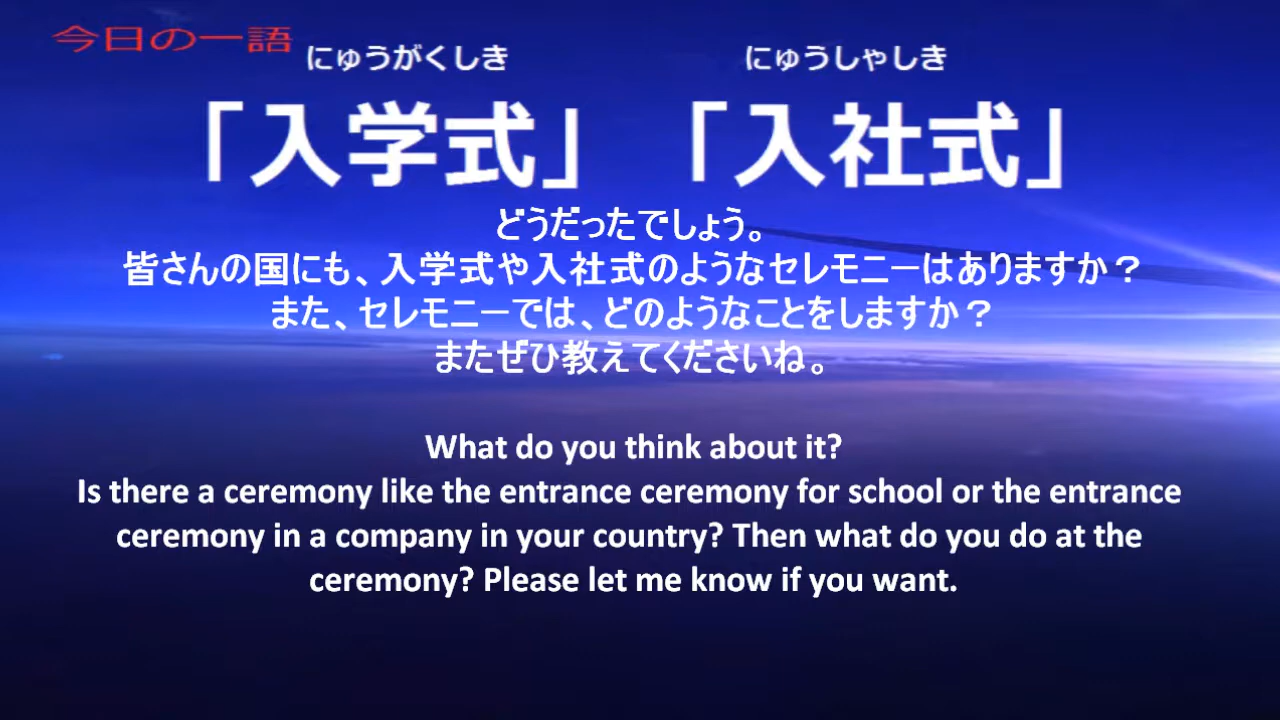 今日の一語
にゅうがくしき にゅうしゃしき
「入学式」 「入社式」
どうだったでしょう。
皆さんの国にも、入学式や入社式のようなセレモニーはありますか？
また、セレモニーでは、どのようなことをしますか？
またぜひ教えてくださいね。
What do you think about it?
Is there a ceremony like the entrance ceremony for school or the entrance
ceremony in a company in your country? Then what do you do at the
ceremony? Please let me know if you want.